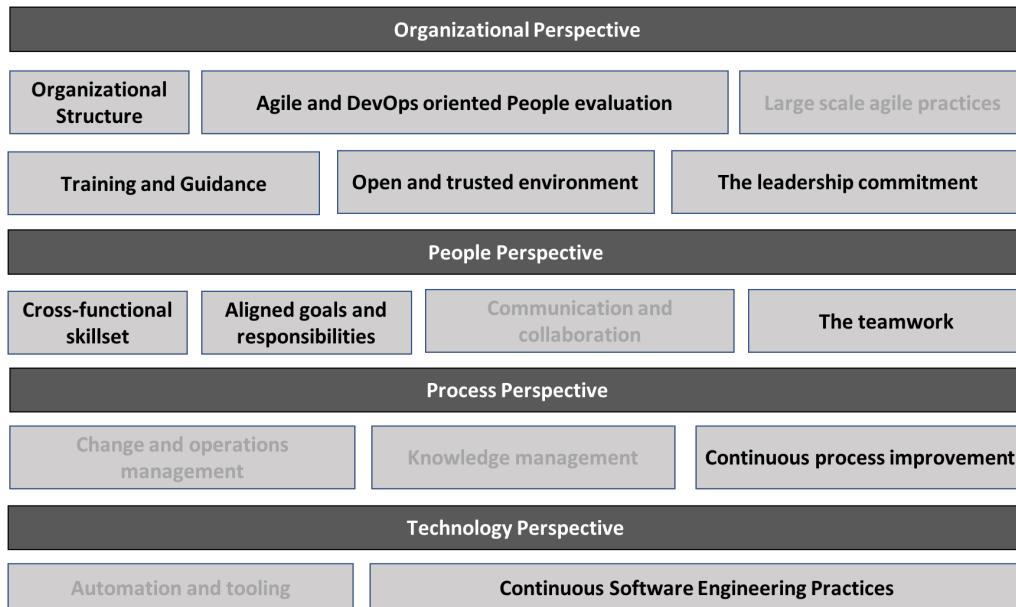 Organizational Perspective
Organizational
Structure
Agile and DevOps oriented People evaluation
Large scale agile practices
Training and Guidance
Open and trusted environment
The leadership commitment
People Perspective
Cross-functional
skillset
Aligned goals and
responsibilities
Communication and
collaboration
The teamwork
Process Perspective
Change and operations
management
Knowledge management
Continuous process improvement
Technology Perspective
Automation and tooling
Continuous Software Engineering Practices